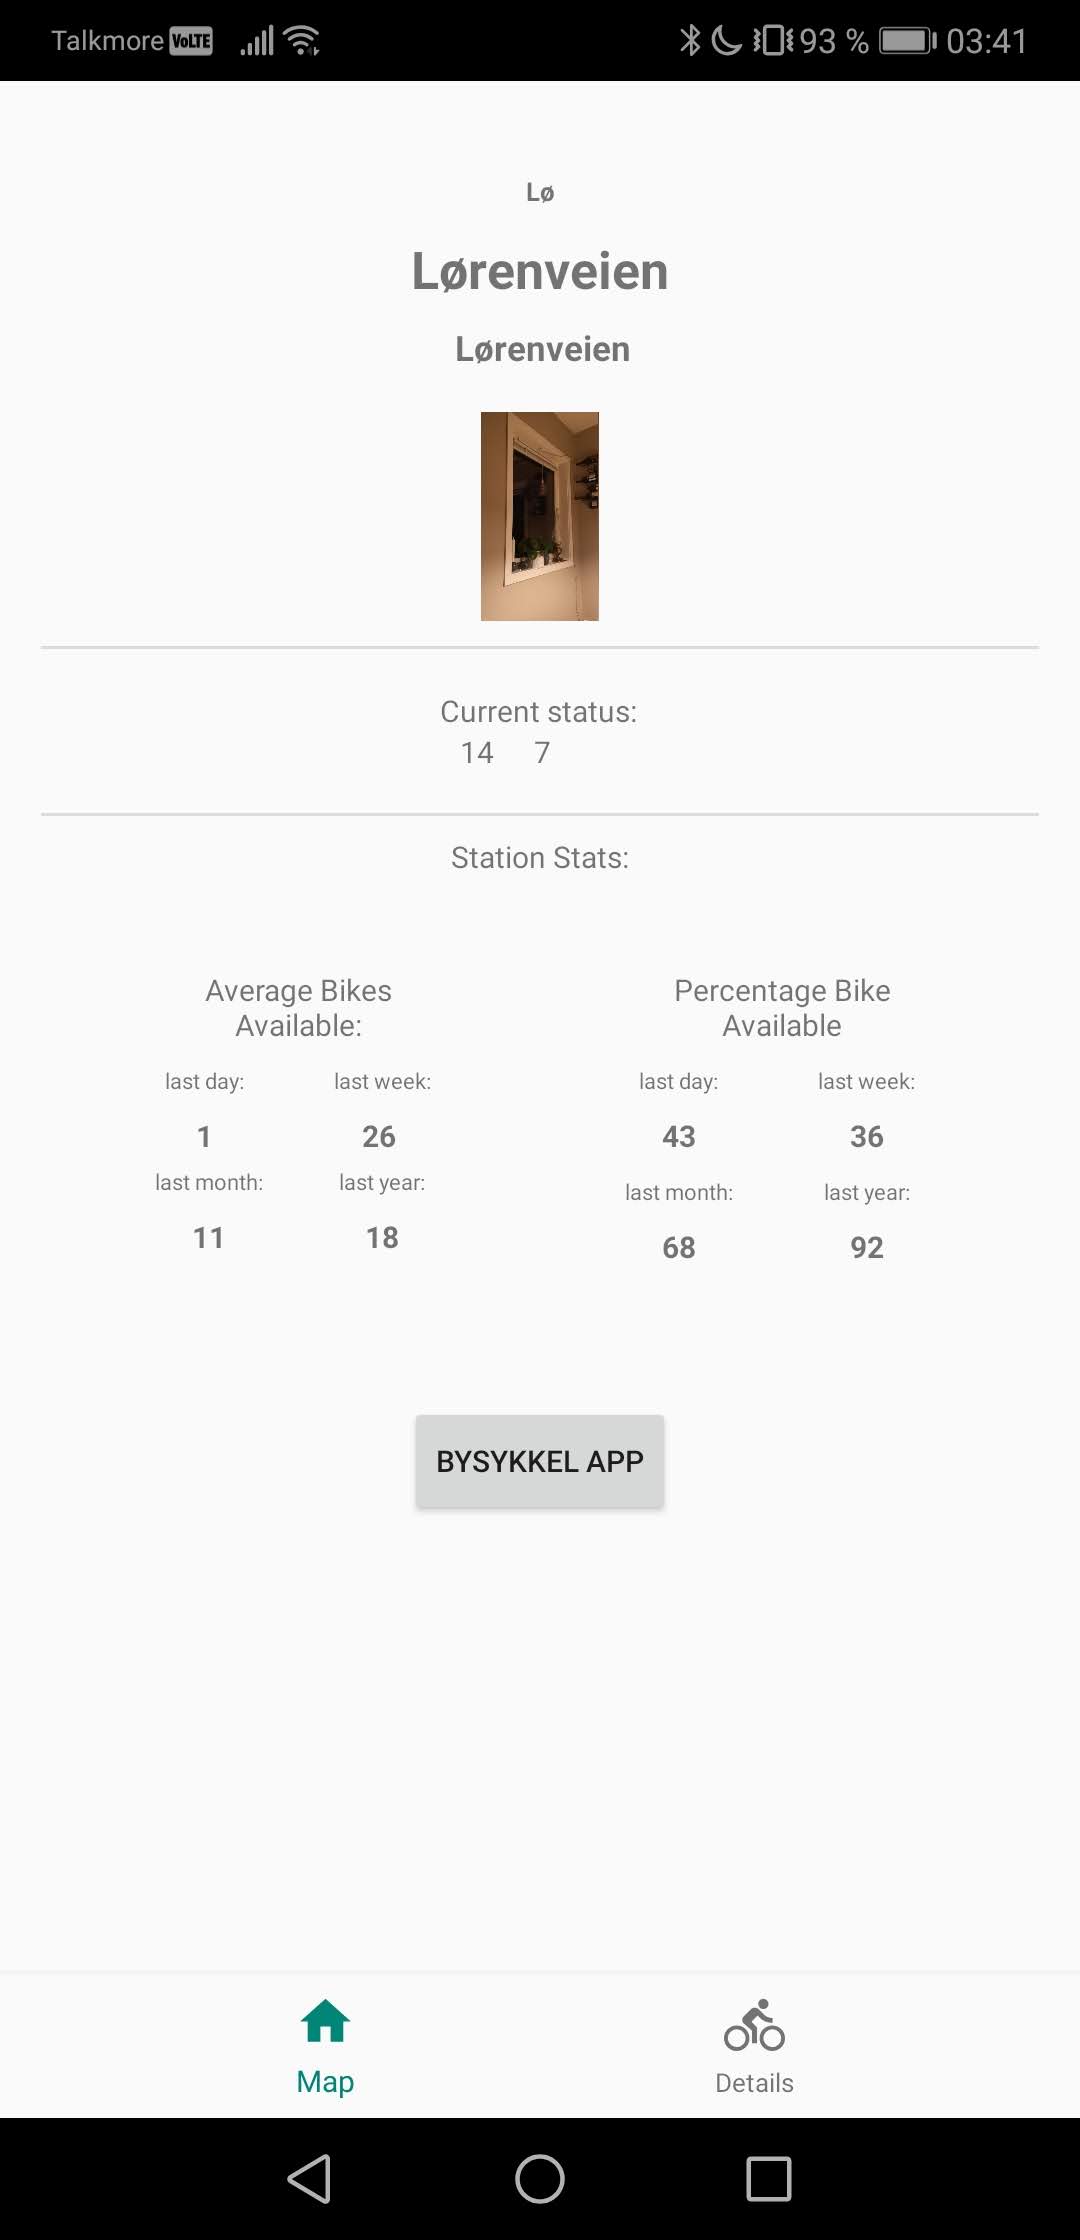 Talkmore VoLTE 93 % 03:41
Lø
Lørenveien
Lørenveien
Current status:
14 7
Station Stats:
Average Bikes
Available:
last day: last week:
1 26
last month: last year:
11 18
Percentage Bike
Available
last day: last week:
43 36
last month: last year:
68 92
BYSYKKEL APP
Map Details